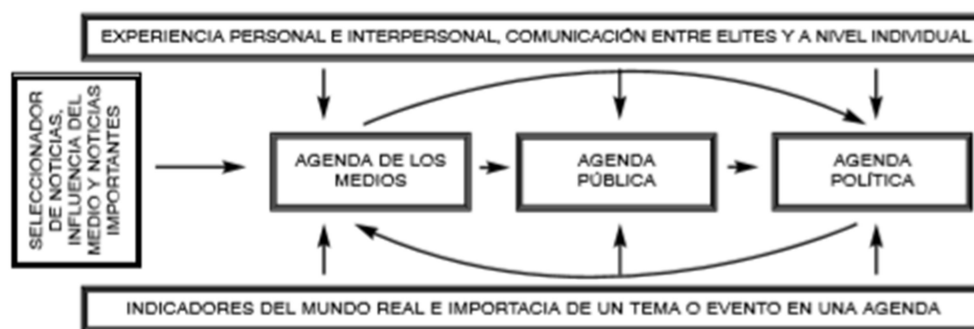 EXPERIENCIA PERSONAL E INTERPERSONAL, COMUNICACIÓN ENTRE ELITES Y A NIVEL INDIVIDUAL
SELECCIONADOR
DE NOTICIAS,
INFLUENCIA DEL
MEDIO Y NOTICIAS
IMPORTANTES
AGENDA DE LOS
MEDIOS
AGENDA
PÚBLICA
AGENDA
POLÍTICA
INDICADORES DEL MUNDO REAL E IMPORTACIA DE UN TEMA O EVENTO EN UNA AGENDA